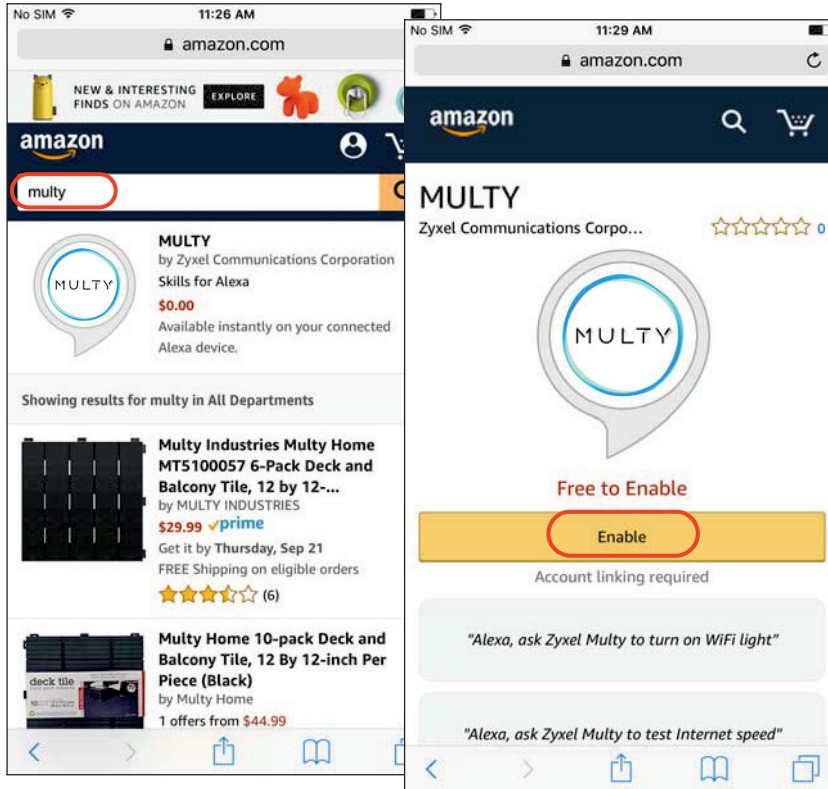 No SIM 11:26 AM
amazon.com
NEW & INTERESTING
FINDS ON AMAZON
EXPLORE
amazon
multy
MULTY
MULTY
by Zyxel Communications Corporation
Skills for Alexa
$0.00
Available instantly on your connected
Alexa device.
Showing results for multy in All Departments
Multy Industries Multy Home
MT5100057 6-Pack Deck and
Balcony Tile, 12 by 12-...
by MULTY INDUSTRIES
$29.99 prime
Get it by Thursday, Sep 21
FREE Shipping on eligible orders
(6)
deck tile
10
Multy Home 10-pack Deck and
Balcony Tile, 12 By 12-inch Per
Piece (Black)
by Multy Home
1 offers from $44.99
No SIM 11:29 AM
amazon.com
amazon
MULTY
Zyxel Communications Corpo... 0
MULTY
Free to Enable
Enable
Account linking required
"Alexa, ask Zyxel Multy to turn on WiFi light"
"Alexa, ask Zyxel Multy to test Internet speed"